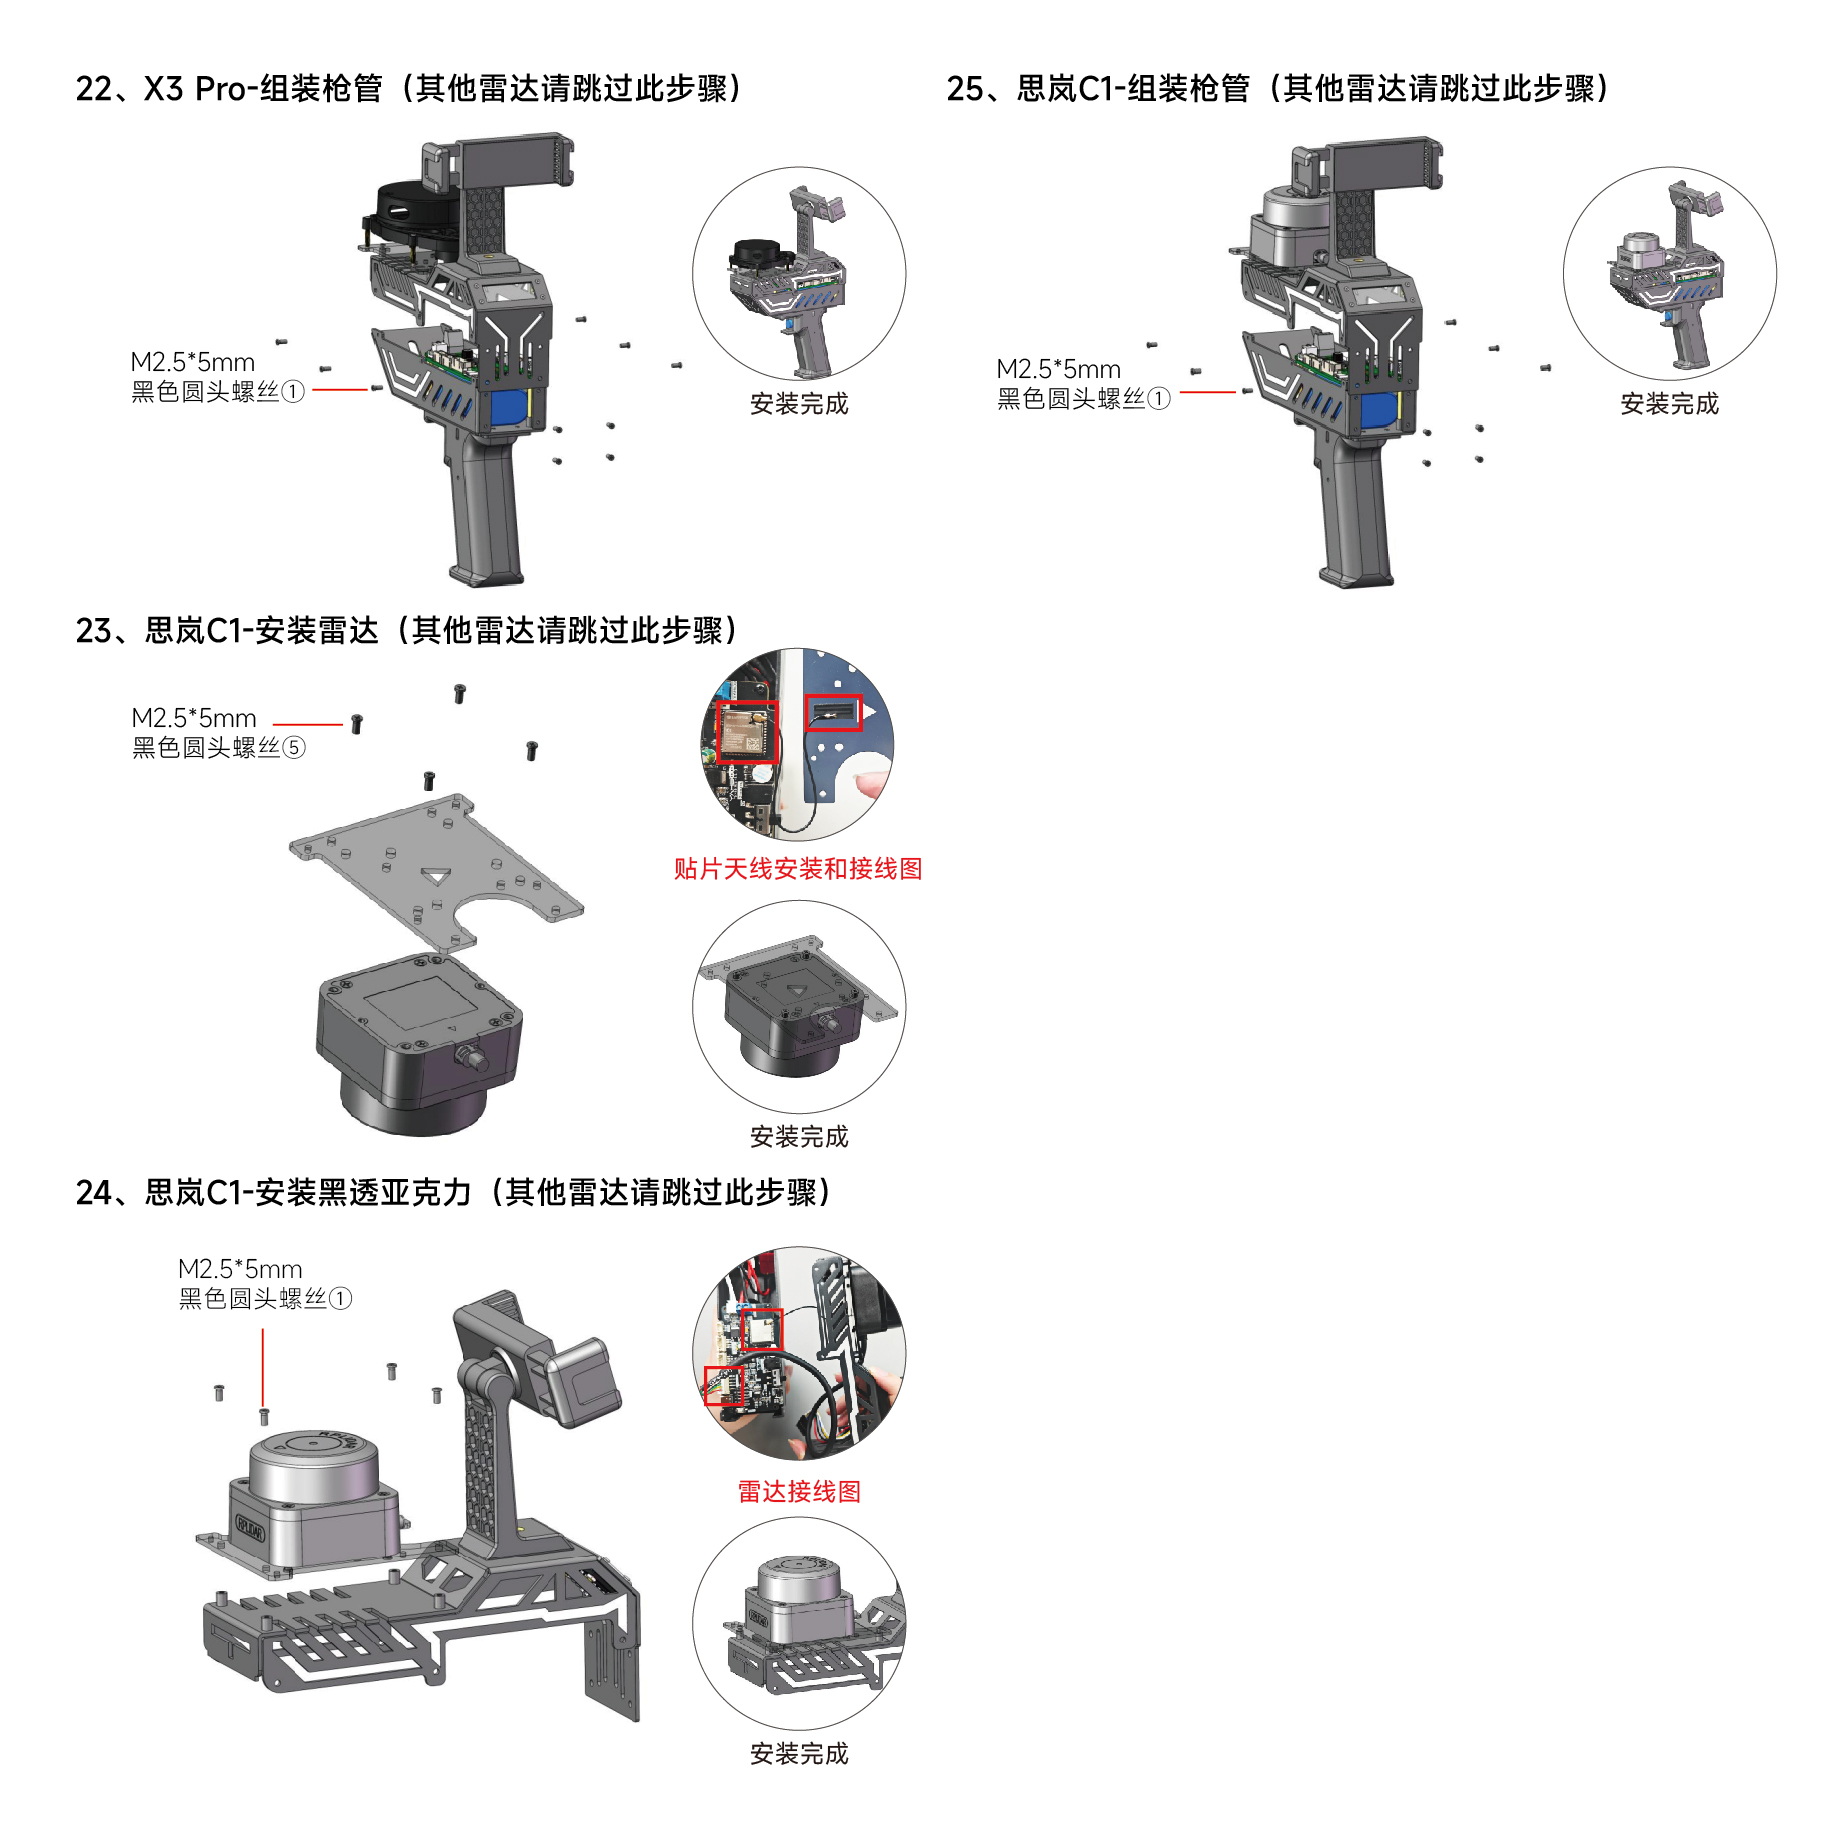 22、X3 Pro-组装枪管（其他雷达请跳过此步骤）
M2.5*5mm
黑色圆头螺丝①
安装完成
23、思岚C1-安装雷达（其他雷达请跳过此步骤）
M2.5*5mm
黑色圆头螺丝⑤
贴片天线安装和接线图
安装完成
24、思岚C1-安装黑透亚克力（其他雷达请跳过此步骤）
M2.5*5mm
黑色圆头螺丝①
RPLIDAR
RPLIDAR
雷达接线图
安装完成
25、思岚C1-组装枪管（其他雷达请跳过此步骤）
M2.5*5mm
黑色圆头螺丝①
安装完成